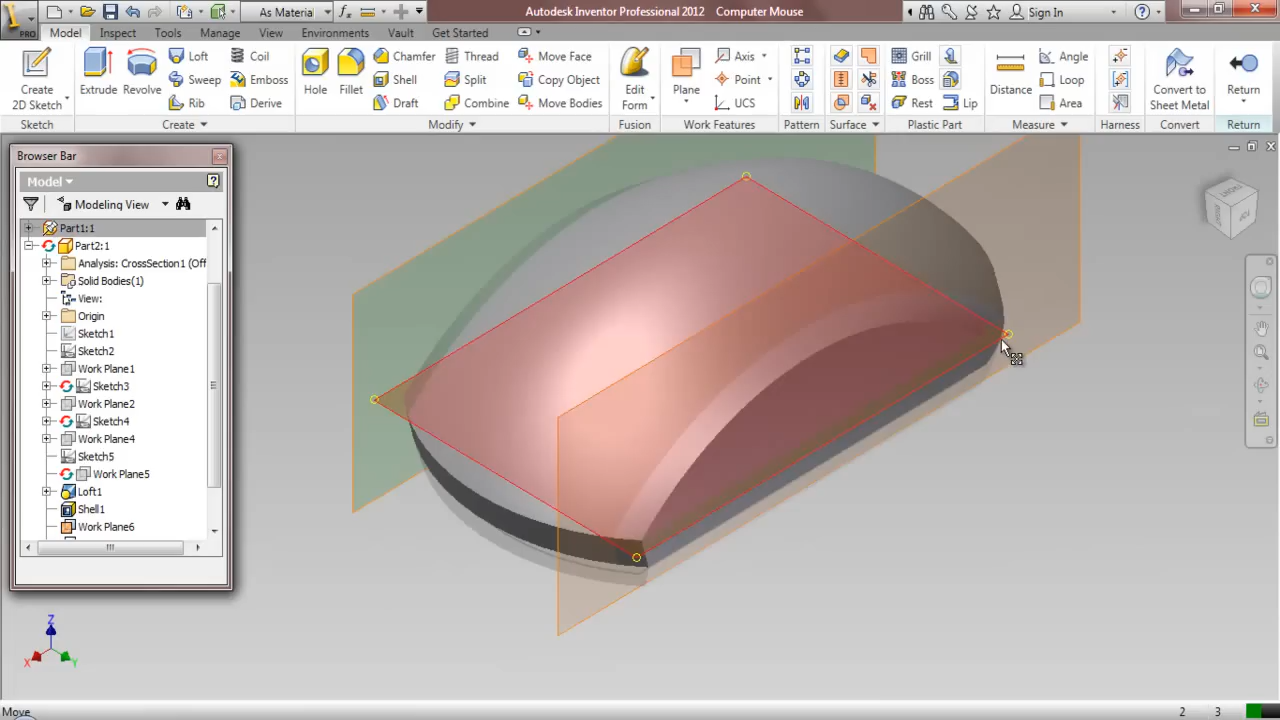 As Material
Autodesk Inventor Professional 2012 Computer Mouse
Sign In
PRO
Model Inspect Tools Manage View Environments Vault Get Started
Create
2D Sketch
Sketch
Extrude
Revolve
Loft
Coil
Sweep
Emboss
Rib
Derive
Create
Hole
Fillet
Chamfer
Thread
Move Face
Shell
Split
Copy Object
Draft
Combine
Move Bodies
Modify
Edit
Form
Fusion
Plane
Axis
Point
UCS
Work Features
Pattern
Surface
Grill
Boss
Rest
Lip
Plastic Part
Distance
Angle
Loop
Area
Measure
Harness
Convert to
Sheet Metal
Convert
Return
Return
Browser Bar
Model
Modeling View
Part1:1
Part2:1
Analysis: CrossSection1 (Off
Solid Bodies(1)
View:
Origin
Sketch1
Sketch2
Work Plane1
Sketch3
Work Plane2
Sketch4
Work Plane4
Sketch5
Work Plane5
Loft1
Shell1
Work Plane6
Z
X
Y
Move
2 3